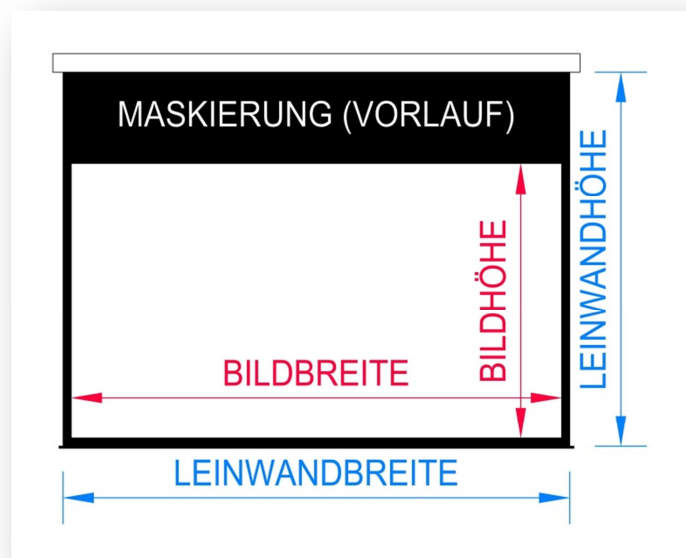 MASKIERUNG (VORLAUF)
LEINWANDHÖHE
BILDHÖHE
BILDBREITE
LEINWANDBREITE